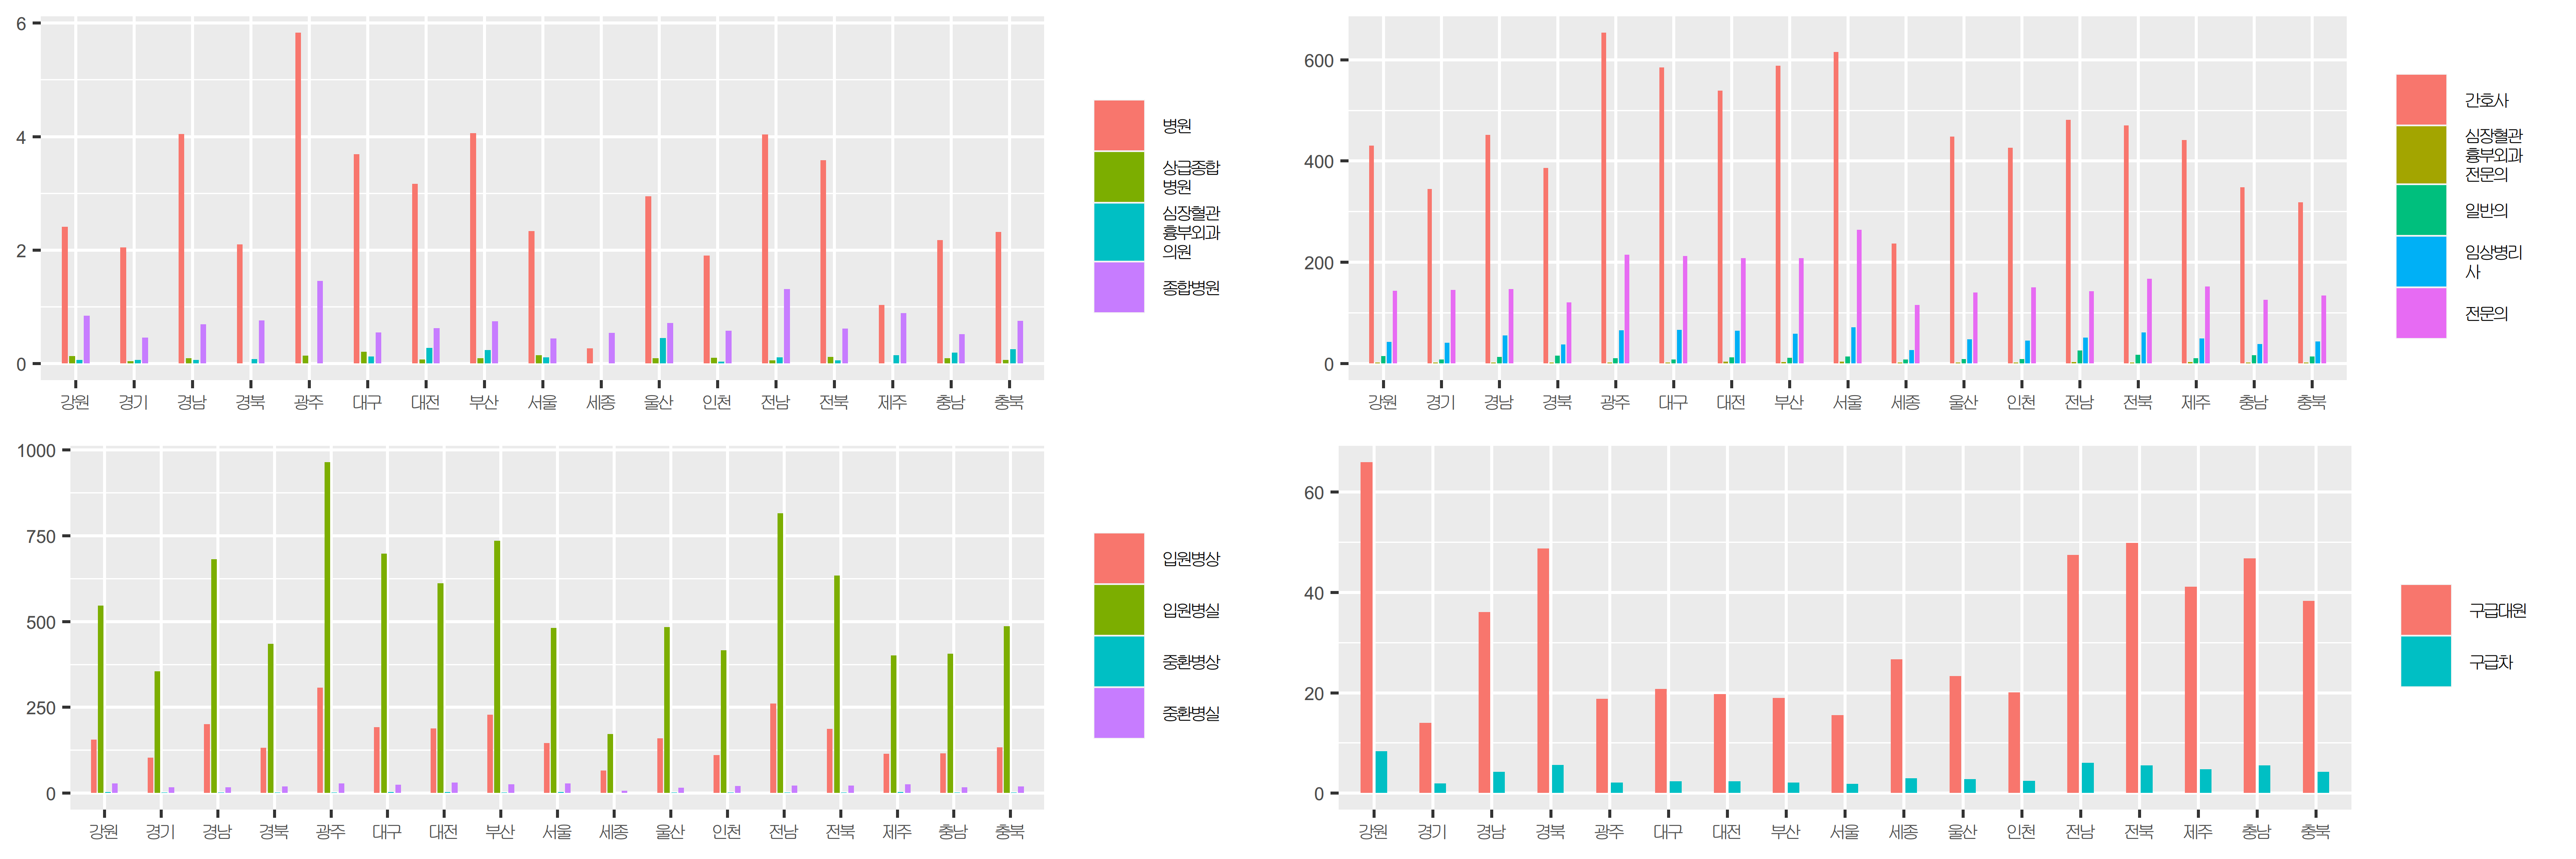 6
4
2
0
강원 경기 경남 경북 광주 대구 대전 부산 서울 세종 울산 인천 전남 전북 제주 충남 충북
병원
상급종합
병원
심장혈관
흉부외과
의원
종합병원
600
400
200
0
강원 경기 경남 경북 광주 대구 대전 부산 서울 세종 울산 인천 전남 전북 제주 충남 충북
간호사
심장혈관
흉부외과
전문의
일반의
임상병리
사
전문의
1000
750
500
250
0
강원 경기 경남 경북 광주 대구 대전 부산 서울 세종 울산 인천 전남 전북 제주 충남 충북
입원병상
입원병실
중환병상
중환병실
60
40
20
0
강원 경기 경남 경북 광주 대구 대전 부산 서울 세종 울산 인천 전남 전북 제주 충남 충북
구급대원
구급차